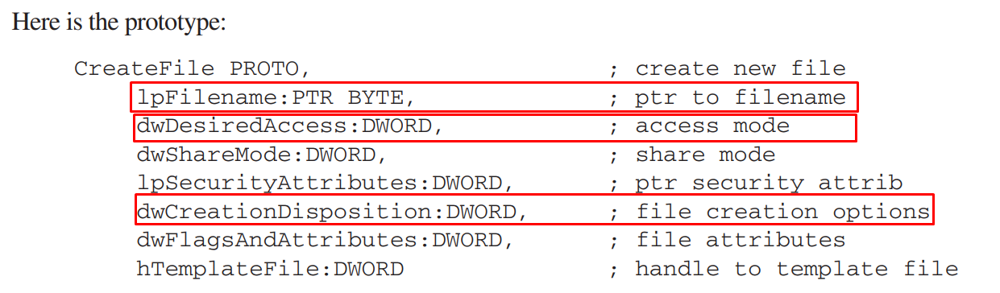 Here is the prototype:
CreateFile PROTO, ; create new file
lpFilename:PTR BYTE, ; ptr to filename
dwDesiredAccess:DWORD, ; access mode
dwShareMode:DWORD, ; share mode
lpSecurityAttributes:DWORD, ; ptr security attrib
dwCreationDisposition:DWORD, ; file creation options
dwFlagsAndAttributes:DWORD, ; file attributes
hTemplateFile:DWORD ; handle to template file